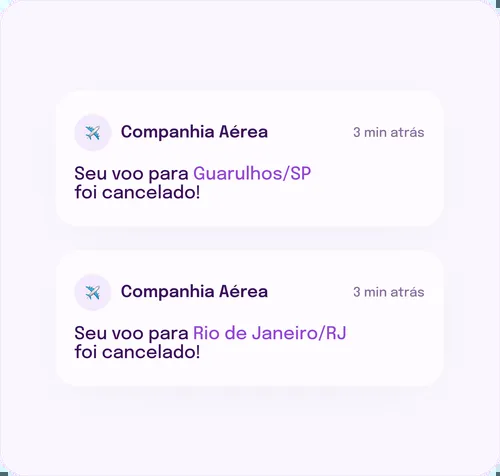 Companhia Aérea
3 min atrás
Seu voo para Guarulhos/SP
foi cancelado!
Companhia Aérea
3 min atrás
Seu voo para Rio de Janeiro/RJ
foi cancelado!